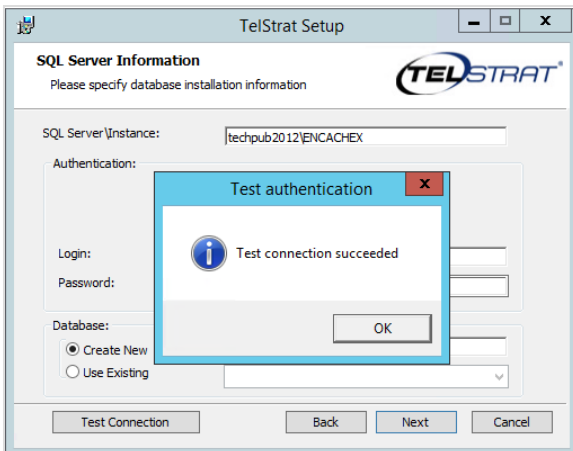 TelStrat Setup
SQL Server Information
Please specify database installation information
TELSTRAT
SQL Server\Instance:
techpub2012\ENCACHEX
Authentication:
Test authentication
Test connection succeeded
Login:
Password:
OK
Database:
Create New
Use Existing
Test Connection
Back
Next
Cancel